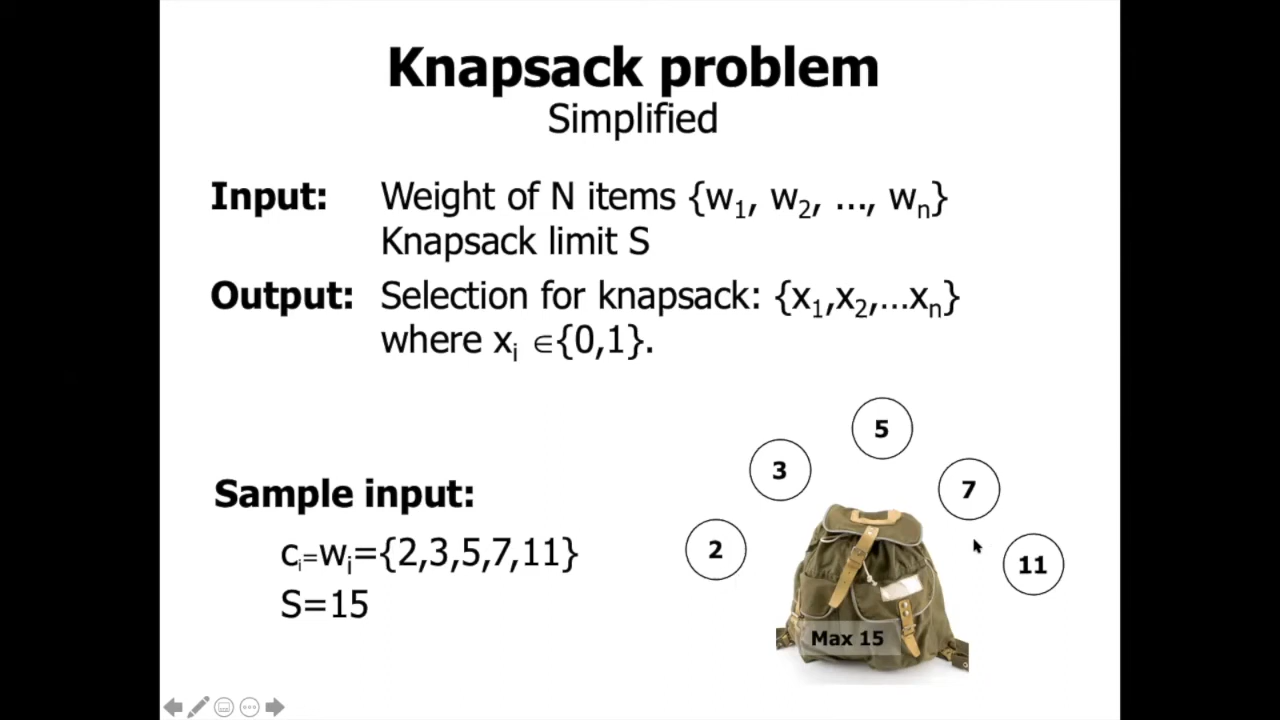 Knapsack problem
Simplified
Input: Weight of N items {w₁, w₂, ..., wₙ}
Knapsack limit S
Output: Selection for knapsack: {x₁,x₂,...xₙ}
where xᵢ ∈{0,1}.
Sample input:
cᵢ=wᵢ={2,3,5,7,11}
S=15
2
3
5
7
11
Max 15